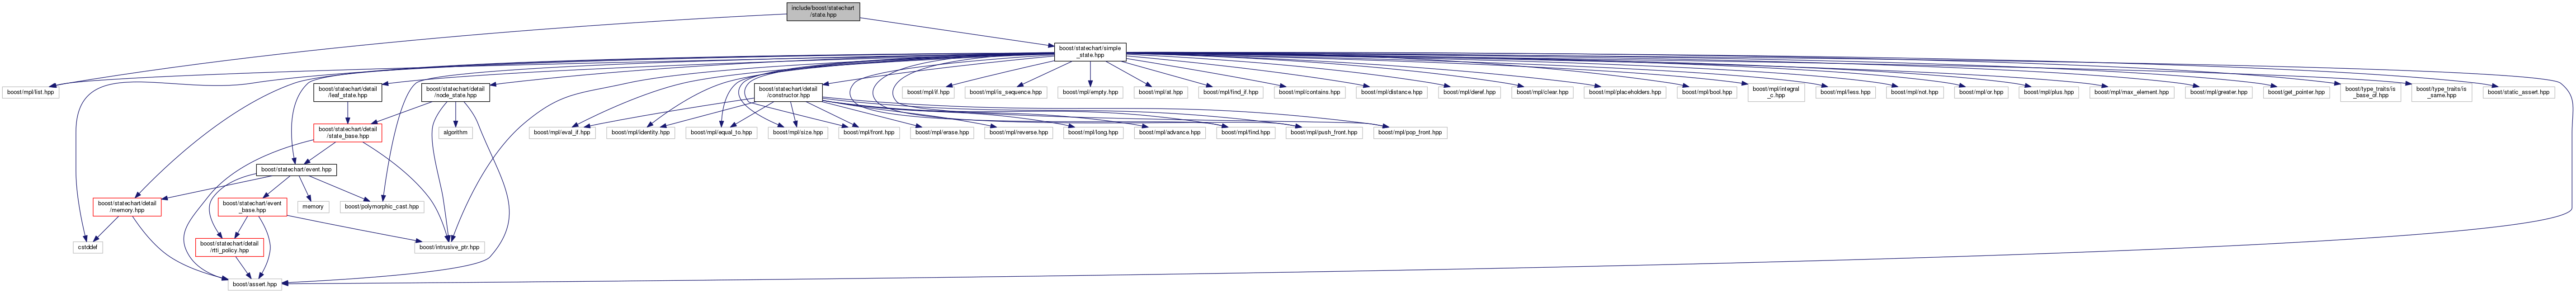 include/boost/statechart
/state.hpp
boost/statechart/simple
_state.hpp
boost/mpl/list.hpp
boost/statechart/detail
/leaf_state.hpp
boost/statechart/detail
/node_state.hpp
boost/statechart/detail
/constructor.hpp
boost/mpl/if.hpp
boost/mpl/is_sequence.hpp
boost/mpl/empty.hpp
boost/mpl/at.hpp
boost/mpl/find_if.hpp
boost/mpl/contains.hpp
boost/mpl/distance.hpp
boost/mpl/deref.hpp
boost/mpl/clear.hpp
boost/mpl/placeholders.hpp
boost/mpl/bool.hpp
boost/mpl/integral
_c.hpp
boost/mpl/less.hpp
boost/mpl/not.hpp
boost/mpl/or.hpp
boost/mpl/plus.hpp
boost/mpl/max_element.hpp
boost/mpl/greater.hpp
boost/get_pointer.hpp
boost/type_traits/is
_base_of.hpp
boost/type_traits/is
_same.hpp
boost/static_assert.hpp
boost/statechart/detail
/state_base.hpp
algorithm
boost/mpl/eval_if.hpp
boost/mpl/identity.hpp
boost/mpl/equal_to.hpp
boost/mpl/size.hpp
boost/mpl/front.hpp
boost/mpl/erase.hpp
boost/mpl/reverse.hpp
boost/mpl/long.hpp
boost/mpl/advance.hpp
boost/mpl/find.hpp
boost/mpl/push_front.hpp
boost/mpl/pop_front.hpp
boost/statechart/event.hpp
boost/statechart/detail
/memory.hpp
boost/statechart/event
_base.hpp
memory
boost/polymorphic_cast.hpp
cstddef
boost/statechart/detail
/rtti_policy.hpp
boost/intrusive_ptr.hpp
boost/assert.hpp